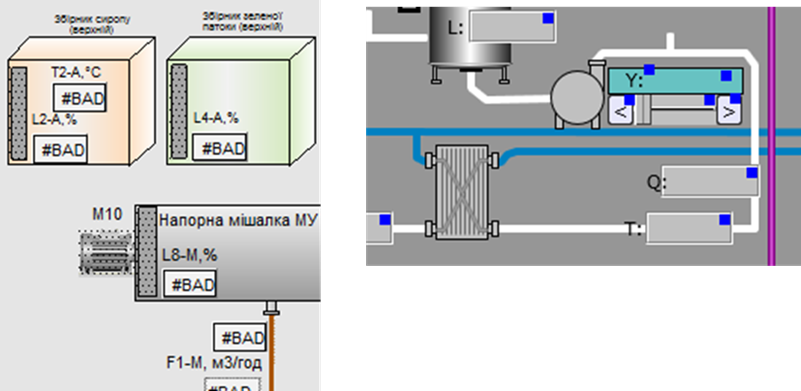 Збірник сиропу
(верхній)
Збірник зеленої
патоки (верхній)
T2-A,°C
#BAD
L2-A,%
#BAD
L4-A,%
#BAD
M10
Напорна мішалка МУ
L8-M,%
#BAD
#BAD
F1-M, м3/год
#BAD
L:
Y:
<
>
Q:
T: